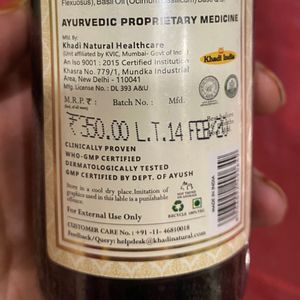 Flexuosus), Basil Oil (Ocimum Basilicum) Base Q.s.
AYURVEDIC PROPRIETARY MEDICINE
Mfd. By:
Khadi Natural Healthcare
(Unit affiliated by KVIC, Mumbai- Govt of India)
An Iso 9001 : 2015 Certified Institution
Khasra No. 779/1, Mundka Industrial
Area, New Delhi - 110041
Mfg. License No.: DL 393 A&U
Khadi India
M.R.P.₹ :
Batch No. :
Mfd.
₹350.00 L.T.14 FEB/20
CLINICALLY PROVEN
WHO-GMP CERTIFIED
DERMATOLOGICALLY TESTED
GMP CERTIFIED BY DEPT. OF AYUSH
Store in a cool dry place.Imitation of
graphics used in this lable is a punishable
offence.
For External Use Only
RECYCLE
100% VEG
MADE IN INDIA
CUSTOMER CARE No. : +91 -11- 46810018
Feedback/Query: helpdesk@khadinatural.com